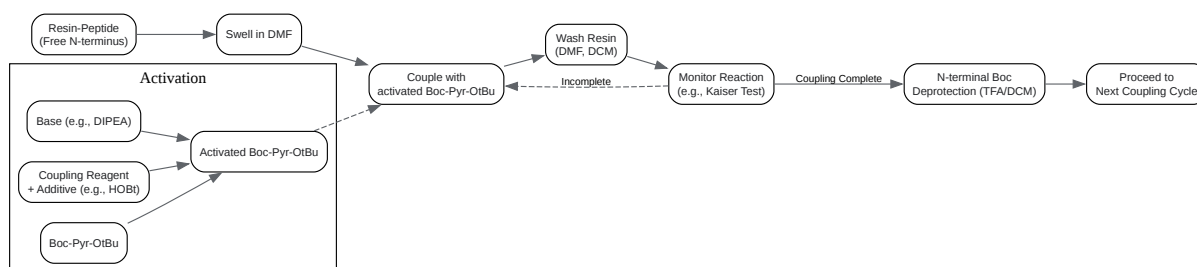 Resin-Peptide
(Free N-terminus)
Swell in DMF
Activation
Base (e.g., DIPEA)
Coupling Reagent
+ Additive (e.g., HOBt)
Boc-Pyr-OtBu
Activated Boc-Pyr-OtBu
Couple with
activated Boc-Pyr-OtBu
Wash Resin
(DMF, DCM)
Incomplete
Monitor Reaction
(e.g., Kaiser Test)
Coupling Complete
N-terminal Boc
Deprotection (TFA/DCM)
Proceed to
Next Coupling Cycle